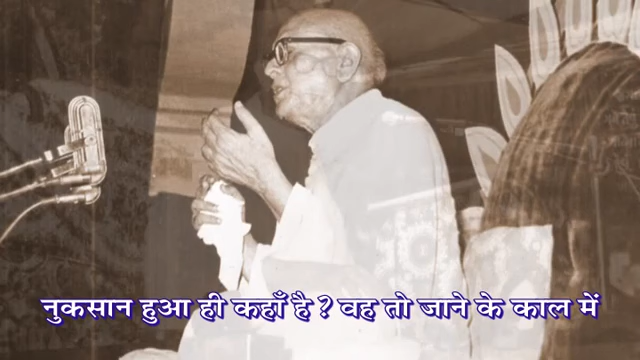 नुकसान हुआ ही कहाँ है ? वह तो जाने के काल में